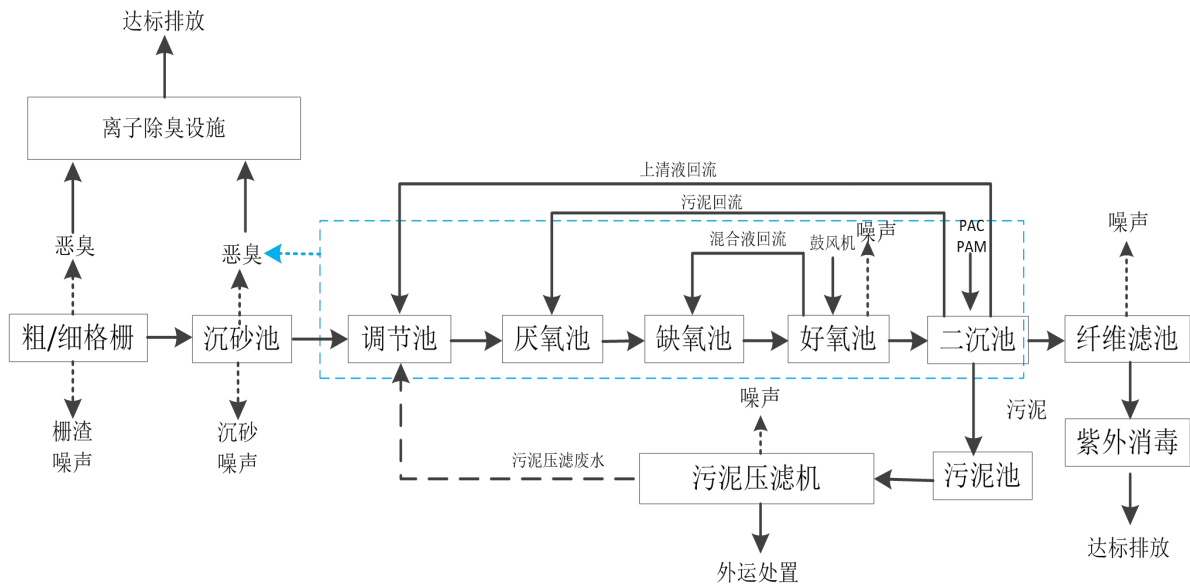 达标排放
离子除臭设施
上清液回流
污泥回流
恶臭
恶臭
混合液回流
鼓风机
噪声
PAC
PAM
噪声
粗/细格栅
沉砂池
调节池
厌氧池
缺氧池
好氧池
二沉池
纤维滤池
栅渣
噪声
沉砂
噪声
噪声
污泥
紫外消毒
污泥压滤废水
污泥压滤机
污泥池
外运处置
达标排放